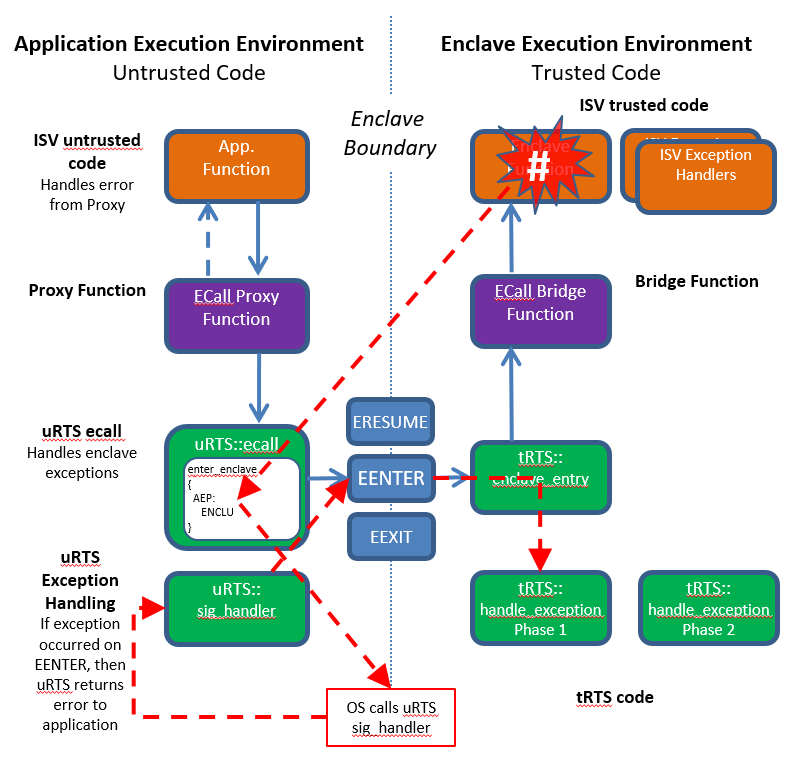 Application Execution Environment
Untrusted Code
Enclave Execution Environment
Trusted Code
Enclave
Boundary
ISV trusted code
ISV untrusted
code
Handles error
from Proxy
App.
Function
Enclave
Function
#
ISV Exception
Handlers
Proxy Function
ECall Proxy
Function
ECall Bridge
Function
Bridge Function
uRTS ecall
Handles enclave
exceptions
uRTS::ecall
enter_enclave
{
AEP:
ENCLU
}
ERESUME
EENTER
EEXIT
tRTS::
enclave_entry
uRTS
Exception
Handling
If exception
occurred on
EENTER, then
uRTS returns
error to
application
uRTS::
sig_handler
tRTS::
handle_exception
Phase 1
tRTS::
handle_exception
Phase 2
OS calls uRTS
sig_handler
tRTS code